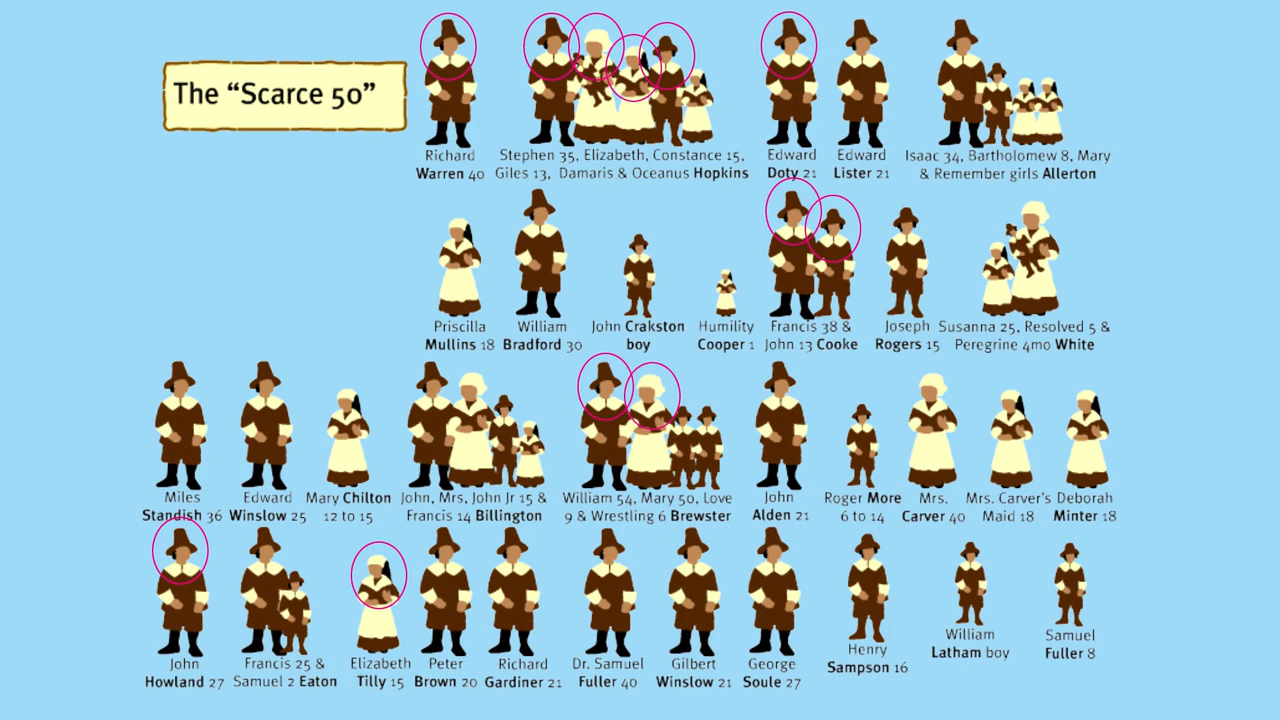 The “Scarce 50”
Richard
Warren 40
Stephen 35, Elizabeth, Constance 15,
Giles 13, Damaris & Oceanus Hopkins
Edward
Doty 21
Edward
Lister 21
Isaac 34, Bartholomew 8, Mary
& Remember girls Allerton
Priscilla
Mullins 18
William
Bradford 30
John Crakston
boy
Humility
Cooper 1
Francis 38 &
John 13 Cooke
Joseph
Rogers 15
Susanna 25, Resolved 5 &
Peregrine 4mo White
Miles
Standish 36
Edward
Winslow 25
Mary Chilton
12 to 15
John, Mrs, John Jr 15 &
Francis 14 Billington
William 54, Mary 50, Love
9 & Wrestling 6 Brewster
John
Alden 21
Roger More
6 to 14
Mrs.
Carver 40
Mrs. Carver's
Maid 18
Deborah
Minter 18
John
Howland 27
Francis 25 &
Samuel 2 Eaton
Elizabeth
Tilly 15
Peter
Brown 20
Richard
Gardiner 21
Dr. Samuel
Fuller 40
Gilbert
Winslow 21
George
Soule 27
Henry
Sampson 16
William
Latham boy
Samuel
Fuller 8